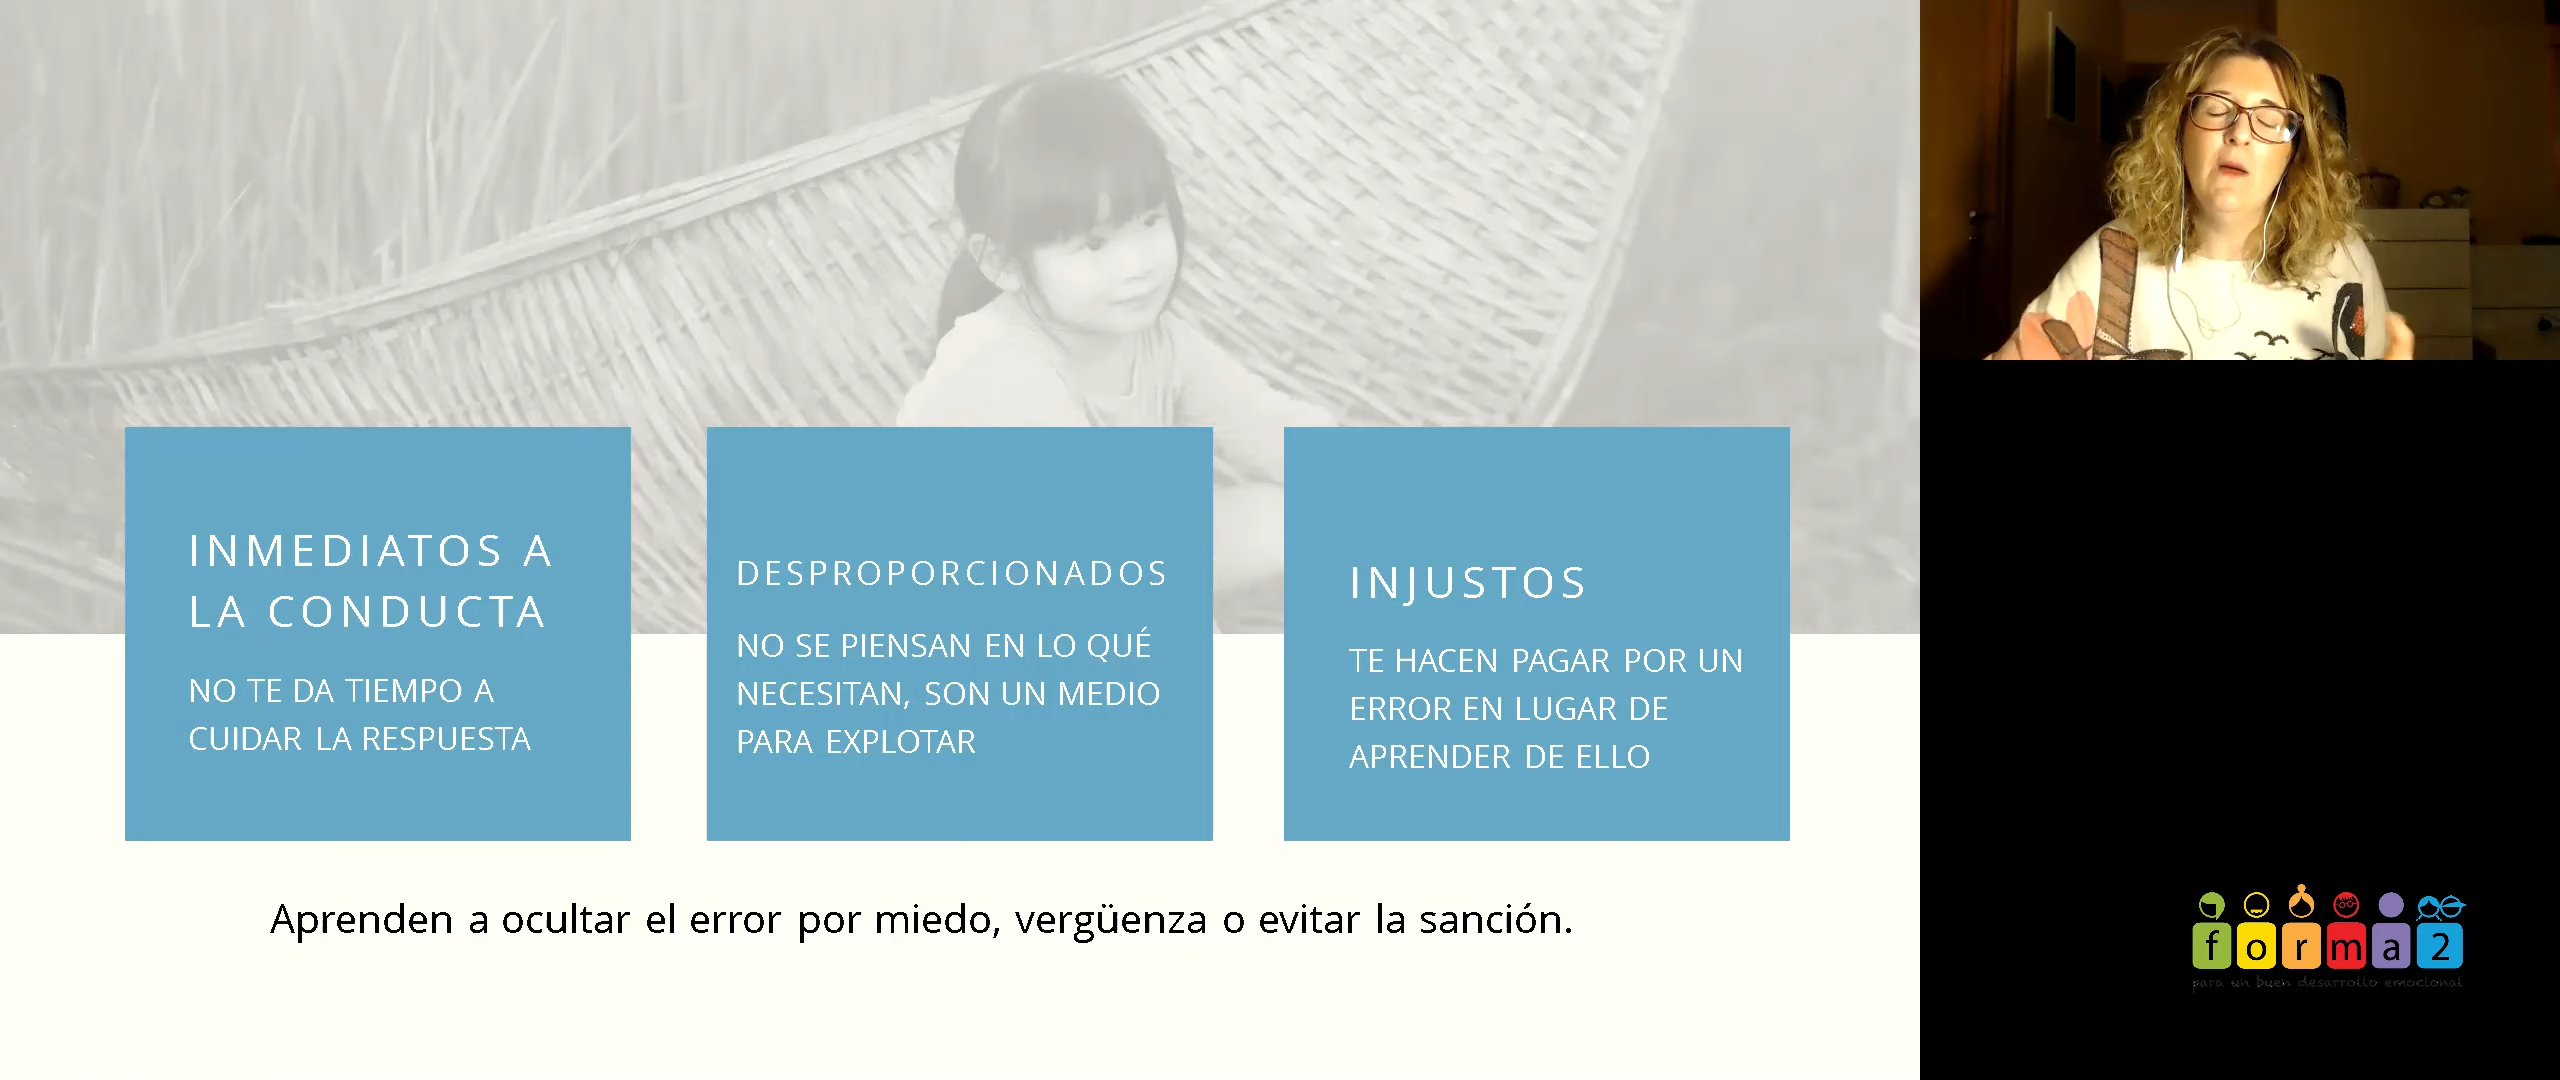 INMEDIATOS A
LA CONDUCTA
NO TE DA TIEMPO A
CUIDAR LA RESPUESTA
DESPROPORCIONADOS
NO SE PIENSAN EN LO QUÉ
NECESITAN, SON UN MEDIO
PARA EXPLOTAR
INJUSTOS
TE HACEN PAGAR POR UN
ERROR EN LUGAR DE
APRENDER DE ELLO
Aprenden a ocultar el error por miedo, vergüenza o evitar la sanción.
forma2
para un buen desarrollo emocional